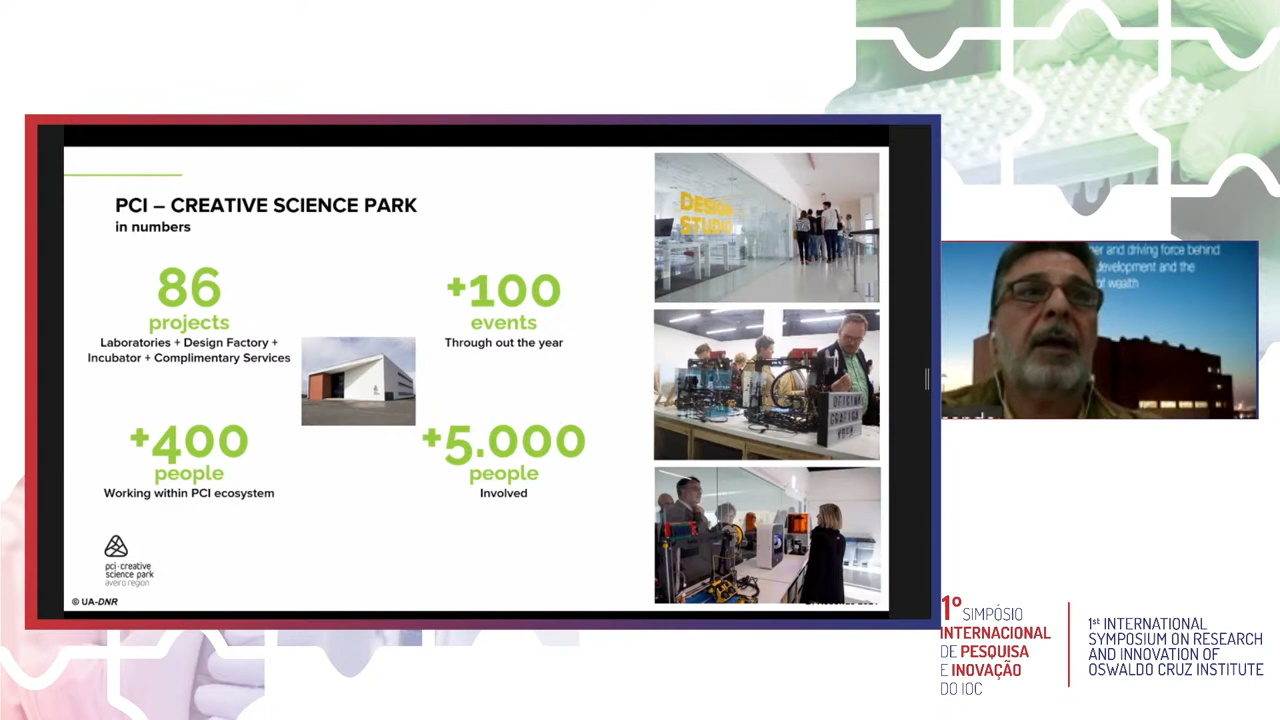 PCI – CREATIVE SCIENCE PARK
in numbers
86
projects
Laboratories + Design Factory +
Incubator + Complimentary Services
+100
events
Through out the year
+400
people
Working within PCI ecosystem
+5.000
people
Involved
pci·creative
science park
aveiro region
© UA-DNR
DESIGN
STUDIO
OFICINA
GRÁFICA
and driving force behind
development and the
of wealth
1º SIMPÓSIO
INTERNACIONAL
DE PESQUISA
E INOVAÇÃO
DO IOC
1st INTERNATIONAL
SYMPOSIUM ON RESEARCH
AND INNOVATION OF
OSWALDO CRUZ INSTITUTE